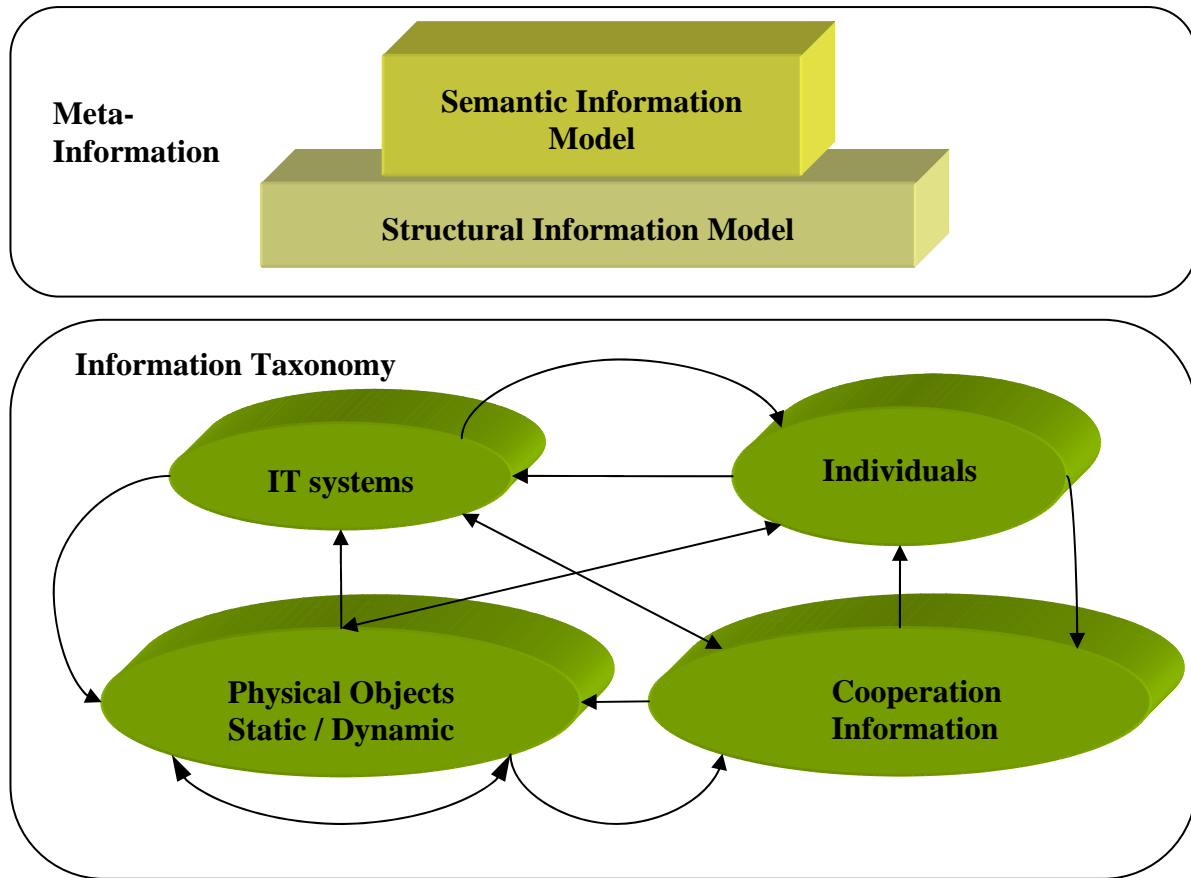 Meta-
Information
Semantic Information
Model
Structural Information Model
Information Taxonomy
IT systems
Individuals
Physical Objects
Static / Dynamic
Cooperation
Information